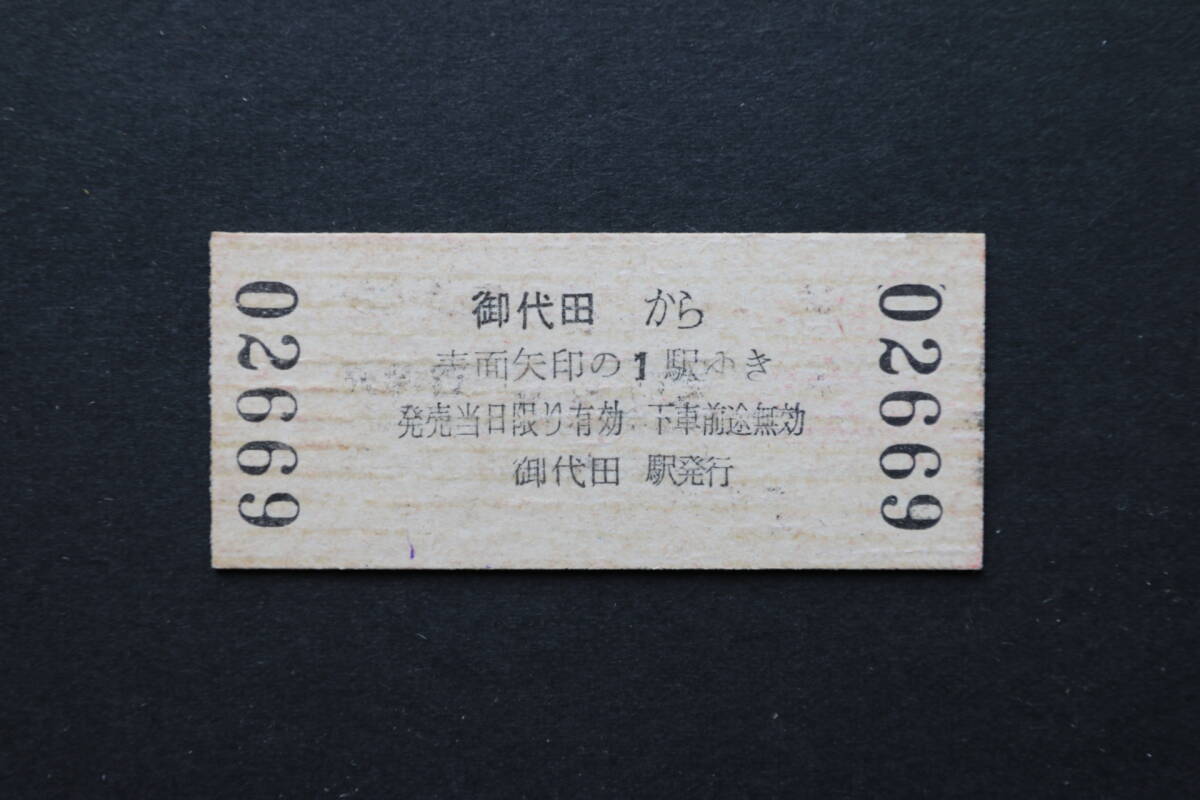 02669
御代田 から
表面矢印の1駅ゆき
発売当日限り有効 下車前途無効
御代田 駅発行
02669